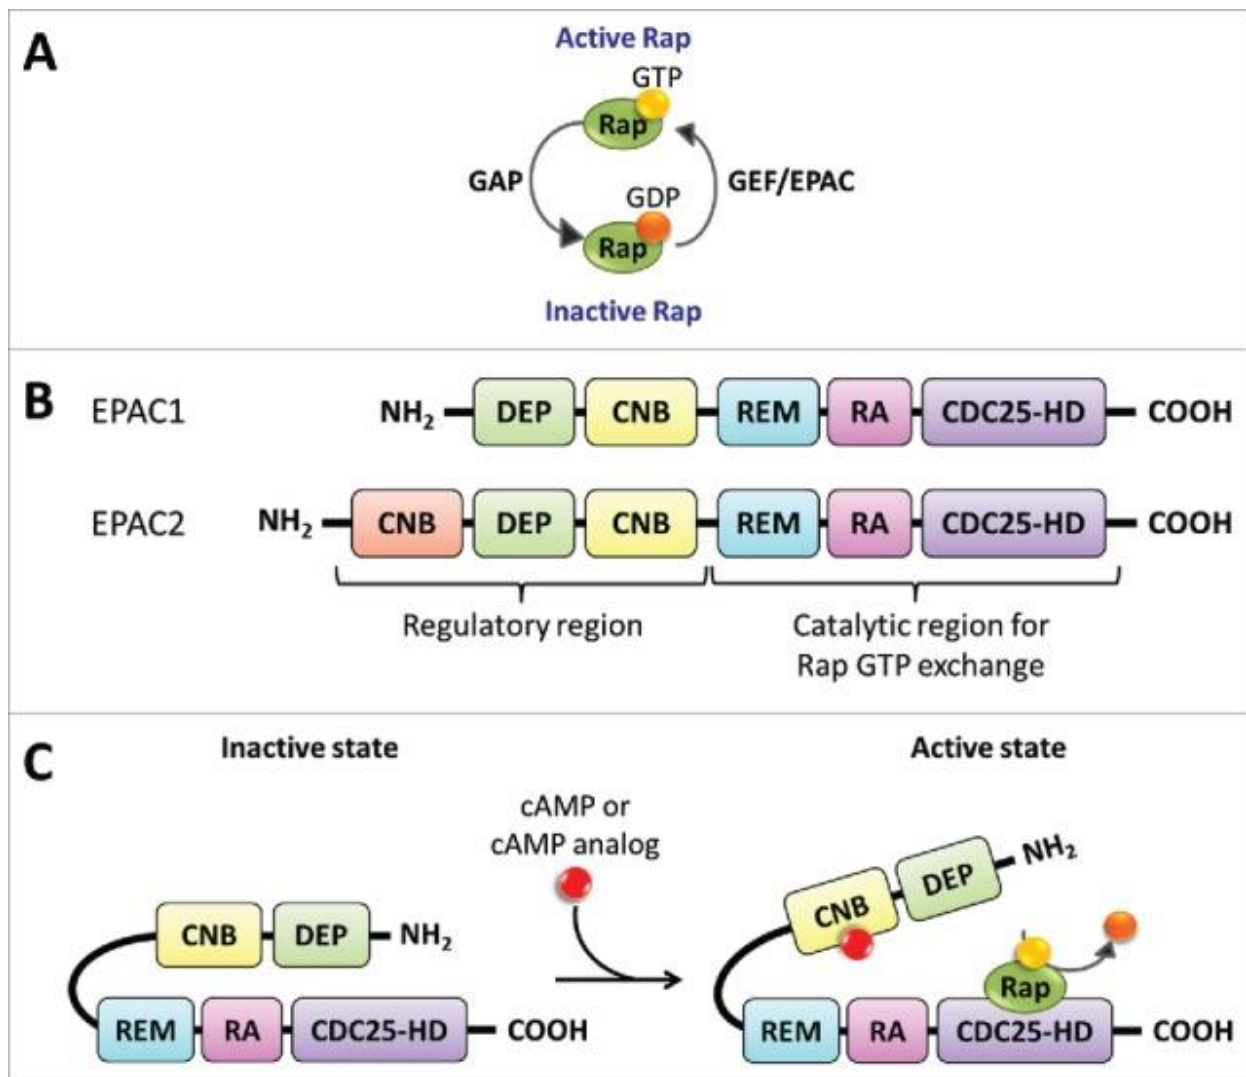 A
Active Rap
GTP
Rap
GAP
GEF/EPAC
GDP
Rap
Inactive Rap
B
EPAC1
NH₂ DEP CNB REM RA CDC25-HD COOH
EPAC2
NH₂ CNB DEP CNB REM RA CDC25-HD COOH
Regulatory region
Catalytic region for
Rap GTP exchange
C
Inactive state
Active state
cAMP or
cAMP analog
CNB DEP NH₂
REM RA CDC25-HD COOH
CNB DEP NH₂
Rap
REM RA CDC25-HD COOH